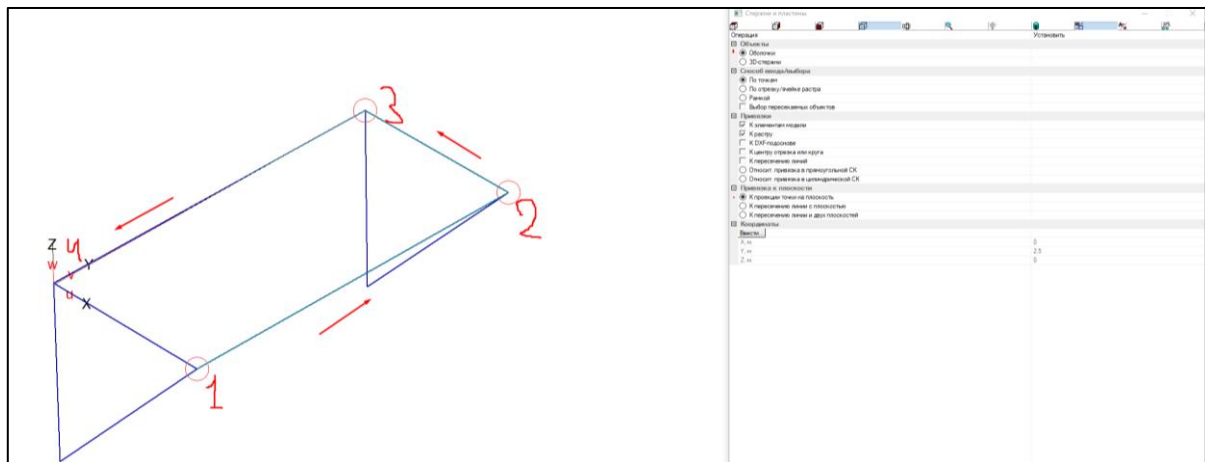 Стержни и пластины
Операция Установить
Объекты
Оболочки
3D-стержни
Способ ввода/выбора
По точкам
По отрезку/ячейке растра
Рамкой
Выбор пересекаемых объектов
Привязки
К элементам модели
К растру
К DXF-подоснове
К центру отрезка или круга
К пересечению линий
Относит. привязка в прямоугольной СК
Относит. привязка в цилиндрической СК
Привязка к плоскости
К проекции точки на плоскость
К пересечению линии с плоскостью
К пересечению линии и двух плоскостей
Координаты
Ввести...
X, м 0
Y, м 2.5
Z, м 0
3
2
Z 4
W V Y
u X
1